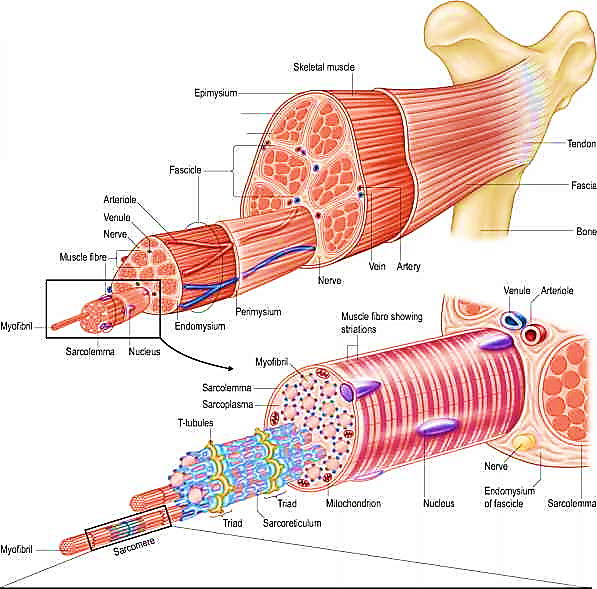 Skeletal muscle
Epimysium
Tendon
Fascicle
Fascia
Arteriole
Venule
Nerve
Bone
Muscle fibre
Vein
Artery
Nerve
Perimysium
Endomysium
Myofibril
Sarcolemma
Nucleus
Venule
Arteriole
Muscle fibre showing
striations
Myofibril
Sarcolemma
Sarcoplasma
T-tubules
Nerve
Endomysium
of fascicle
Sarcolemma
Mitochondrion
Nucleus
Triad
Sarcoreticulum
Triad
Sarcomere
Myofibril